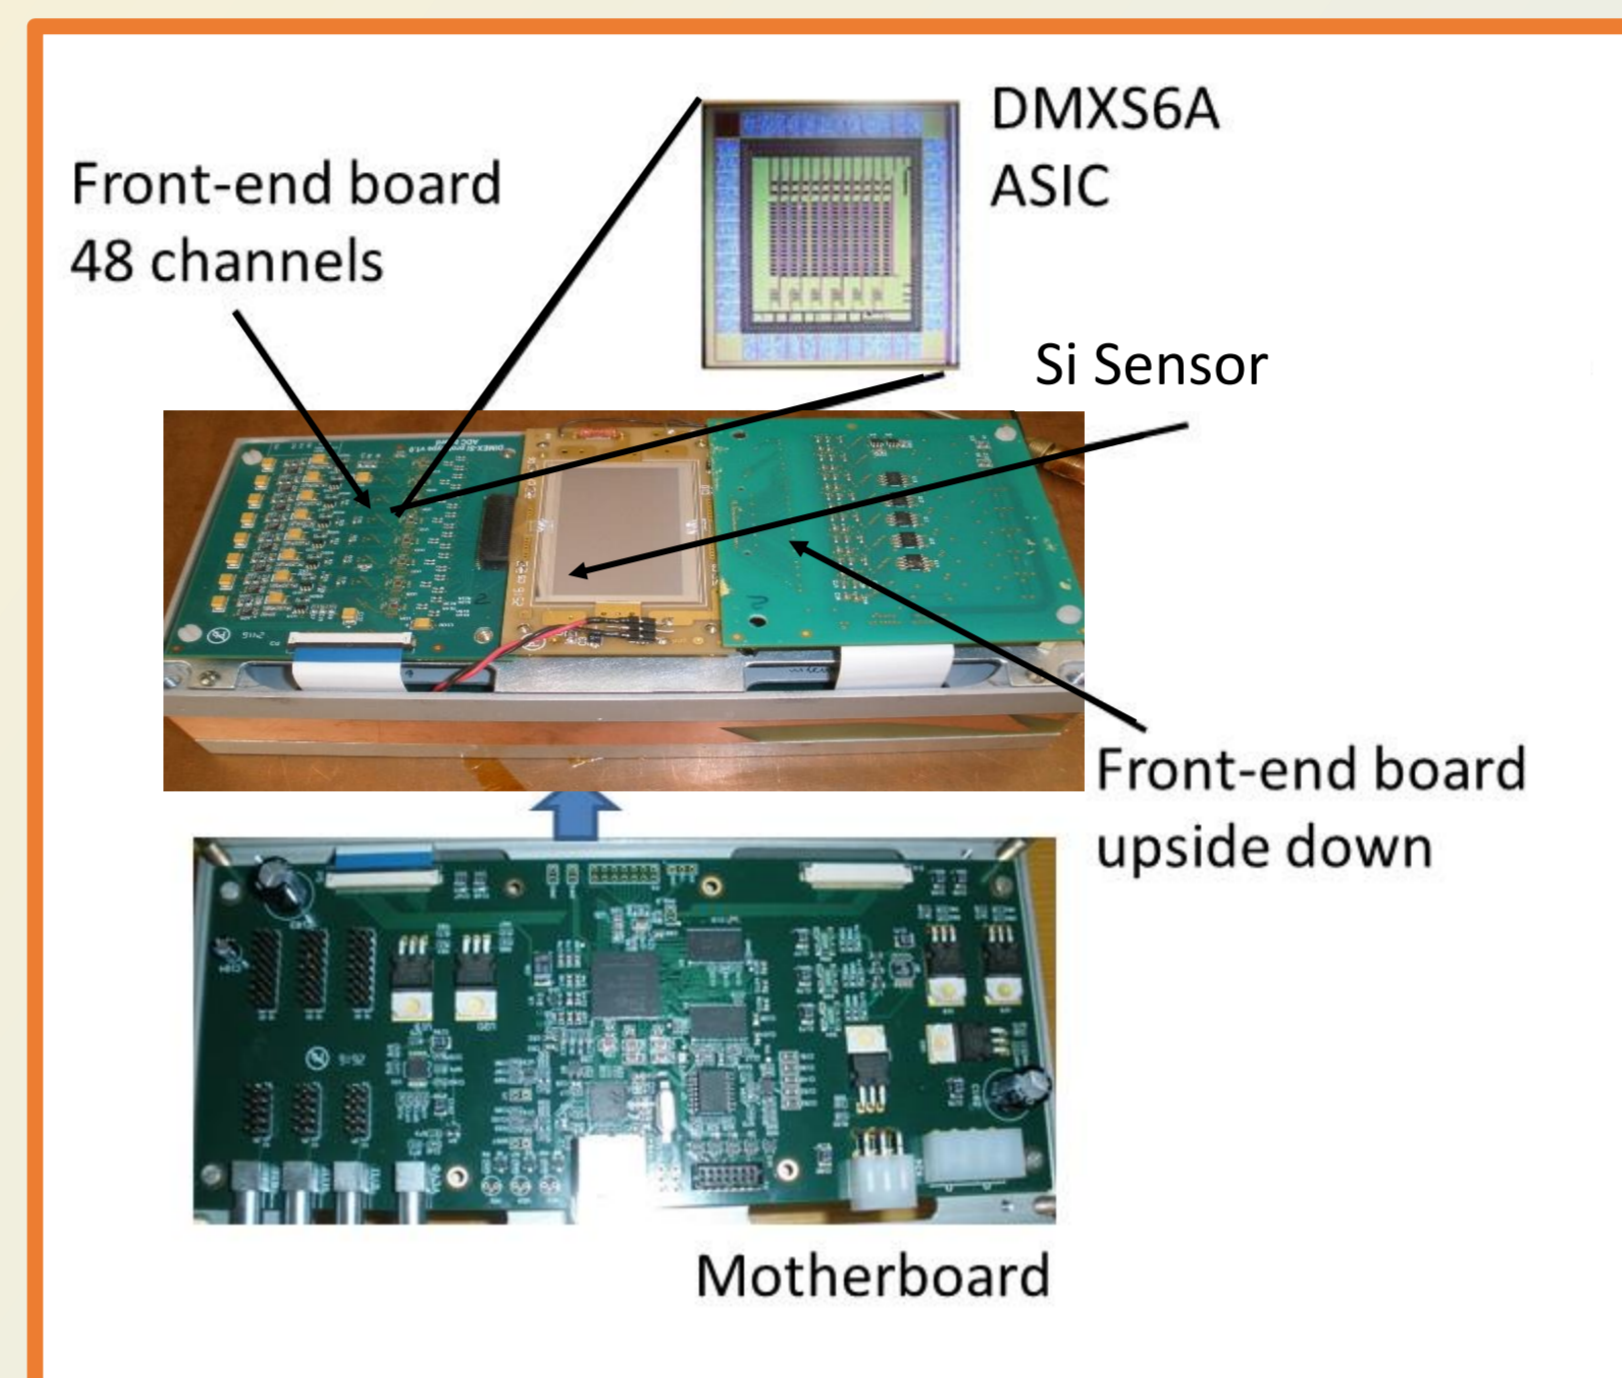 DMXS6A
ASIC
Front-end board
48 channels
Si Sensor
Front-end board
upside down
Motherboard